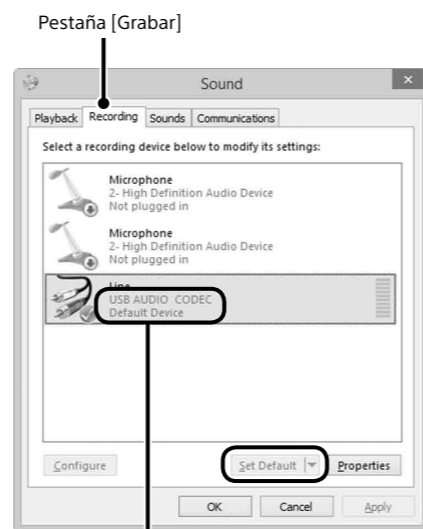 Pestaña [Grabar]
Sound
Playback Recording Sounds Communications
Select a recording device below to modify its settings:
Microphone
2- High Definition Audio Device
Not plugged in
Microphone
2- High Definition Audio Device
Not plugged in
Line
USB AUDIO CODEC
Default Device
Configure Set Default Properties
OK Cancel Apply